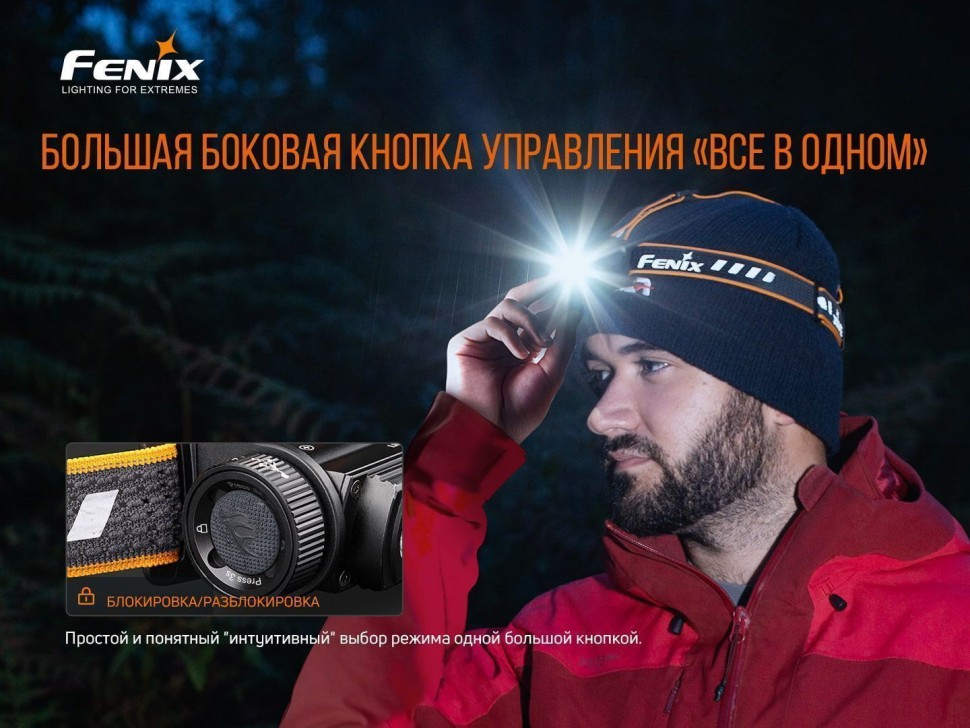 FENIX
LIGHTING FOR EXTREMES
БОЛЬШАЯ БОКОВАЯ КНОПКА УПРАВЛЕНИЯ «ВСЕ В ОДНОМ»
FENIX
Press 3s
БЛОКИРОВКА/РАЗБЛОКИРОВКА
Простой и понятный "интуитивный" выбор режима одной большой кнопкой.